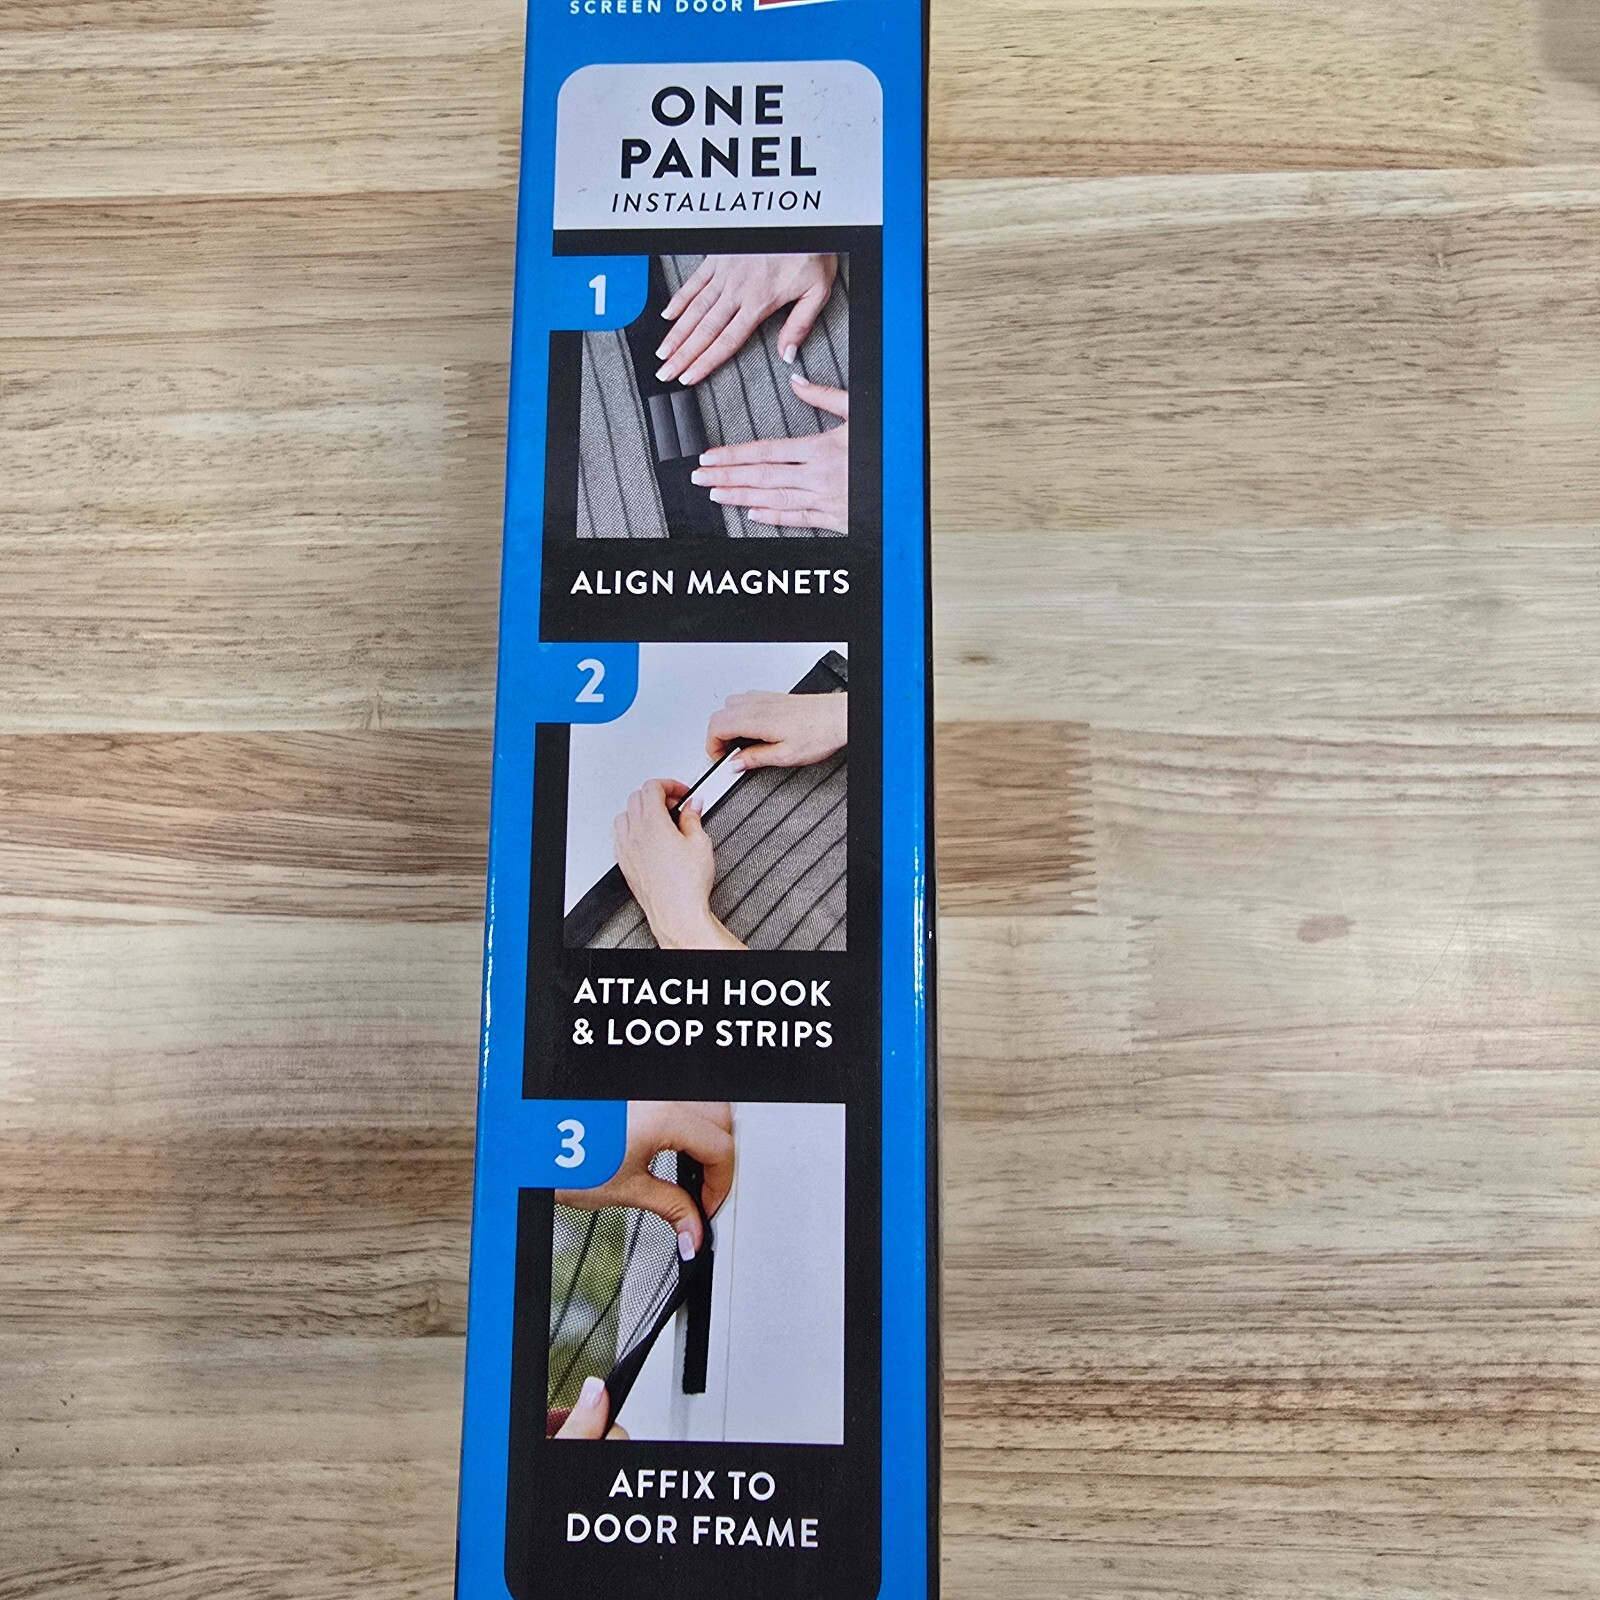 SCREEN DOOR
ONE
PANEL
INSTALLATION
1
ALIGN MAGNETS
2
ATTACH HOOK
& LOOP STRIPS
3
AFFIX TO
DOOR FRAME